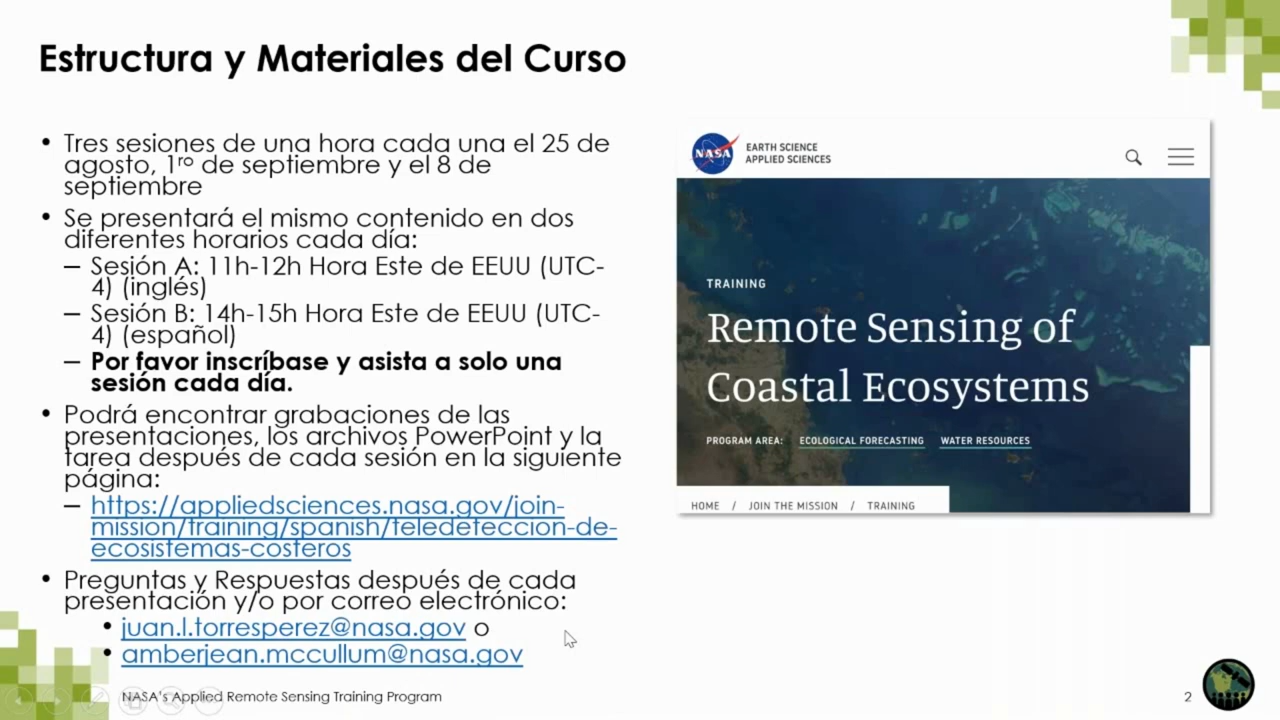 Estructura y Materiales del Curso
• Tres sesiones de una hora cada una el 25 de
agosto, 1ro de septiembre y el 8 de
septiembre
• Se presentará el mismo contenido en dos
diferentes horarios cada día:
– Sesión A: 11h-12h Hora Este de EEUU (UTC-
4) (inglés)
– Sesión B: 14h-15h Hora Este de EEUU (UTC-
4) (español)
– Por favor inscríbase y asista a solo una
sesión cada día.
• Podrá encontrar grabaciones de las
presentaciones, los archivos PowerPoint y la
tarea después de cada sesión en la siguiente
página:
– https://appliedsciences.nasa.gov/join-
mission/training/spanish/teledeteccion-de-
ecosistemas-costeros
• Preguntas y Respuestas después de cada
presentación y/o por correo electrónico:
• juan.l.torresperez@nasa.gov o
• amberjean.mccullum@nasa.gov
NASA
EARTH SCIENCE
APPLIED SCIENCES
TRAINING
Remote Sensing of
Coastal Ecosystems
PROGRAM AREA: ECOLOGICAL FORECASTING WATER RESOURCES
HOME / JOIN THE MISSION / TRAINING
NASA's Applied Remote Sensing Training Program
2